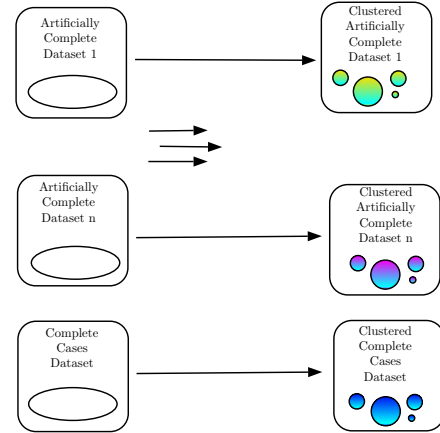 Artificially
Complete
Dataset 1
Clustered
Artificially
Complete
Dataset 1
Artificially
Complete
Dataset n
Clustered
Artificially
Complete
Dataset n
Complete
Cases
Dataset
Clustered
Complete
Cases
Dataset